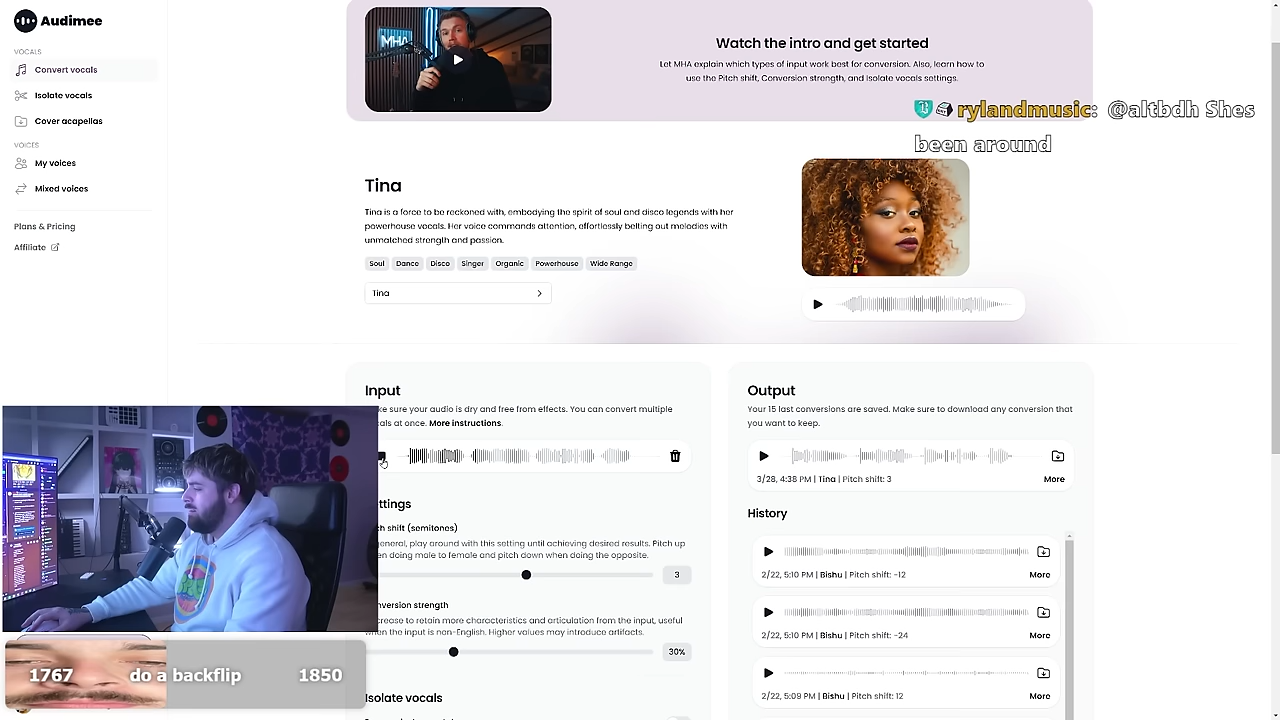 Audimee
VOCALS
Convert vocals
Isolate vocals
Cover acapellas
VOICES
My voices
Mixed voices
Plans & Pricing
Affiliate
MHA
Watch the intro and get started
Let MHA explain which types of input work best for conversion. Also, learn how to
use the Pitch shift, Conversion strength, and Isolate vocals settings.
rylandmusic: @altbdh Shes
been around
Tina
Tina is a force to be reckoned with, embodying the spirit of soul and disco legends with her
powerhouse vocals. Her voice commands attention, effortlessly belting out melodies with
unmatched strength and passion.
Soul Dance Disco Singer Organic Powerhouse Wide Range
Tina
Input
ke sure your audio is dry and free from effects. You can convert multiple
cals at once. More instructions.
ttings
ch shift (semitones)
general, play around with this setting until achieving desired results. Pitch up
en doing male to female and pitch down when doing the opposite.
3
nversion strength
crease to retain more characteristics and articulation from the input, useful
when the input is non-English. Higher values may introduce artifacts.
30%
Isolate vocals
Output
Your 15 last conversions are saved. Make sure to download any conversion that
you want to keep.
3/28, 4:38 PM | Tina | Pitch shift: 3
More
History
2/22, 5:10 PM | Bishu | Pitch shift: -12
More
2/22, 5:10 PM | Bishu | Pitch shift: -24
More
2/22, 5:09 PM | Bishu | Pitch shift: 12
More
1767 do a backflip 1850